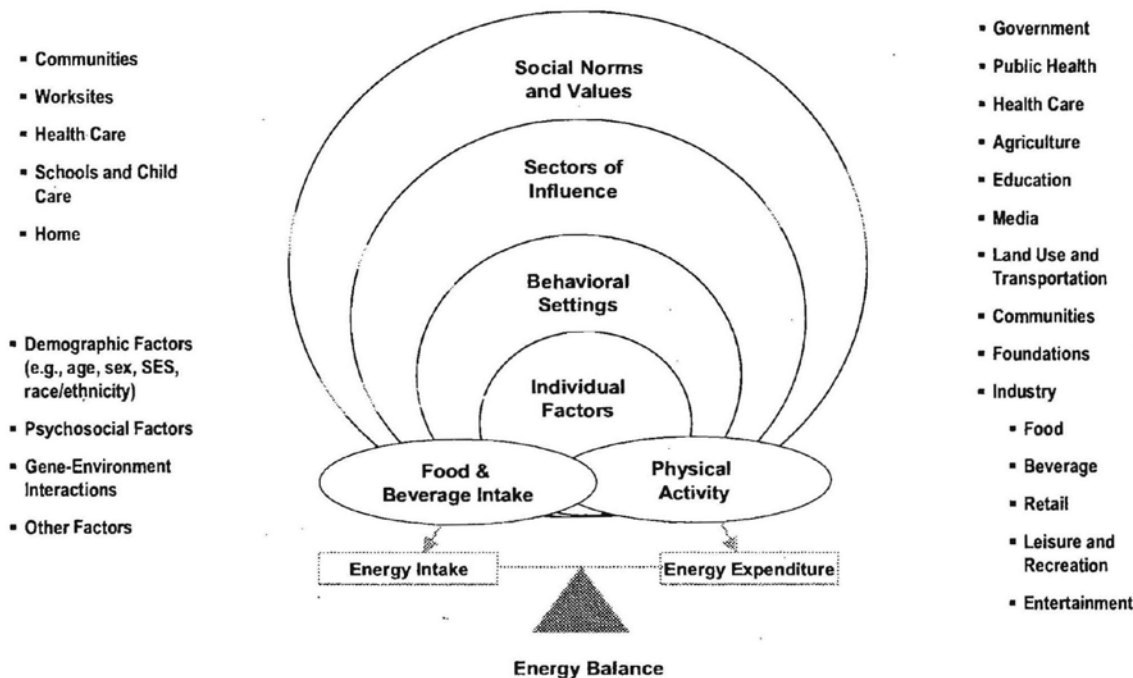 ▪ Communities
▪ Worksites
▪ Health Care
▪ Schools and Child
Care
▪ Home
▪ Demographic Factors
(e.g., age, sex, SES,
race/ethnicity)
▪ Psychosocial Factors
▪ Gene-Environment
Interactions
▪ Other Factors
Social Norms
and Values
Sectors of
Influence
Behavioral
Settings
Individual
Factors
Food &
Beverage Intake
Physical
Activity
Energy Intake
Energy Expenditure
Energy Balance
▪ Government
▪ Public Health
▪ Health Care
▪ Agriculture
▪ Education
▪ Media
▪ Land Use and
Transportation
▪ Communities
▪ Foundations
▪ Industry
▪ Food
▪ Beverage
▪ Retail
▪ Leisure and
Recreation
▪ Entertainment